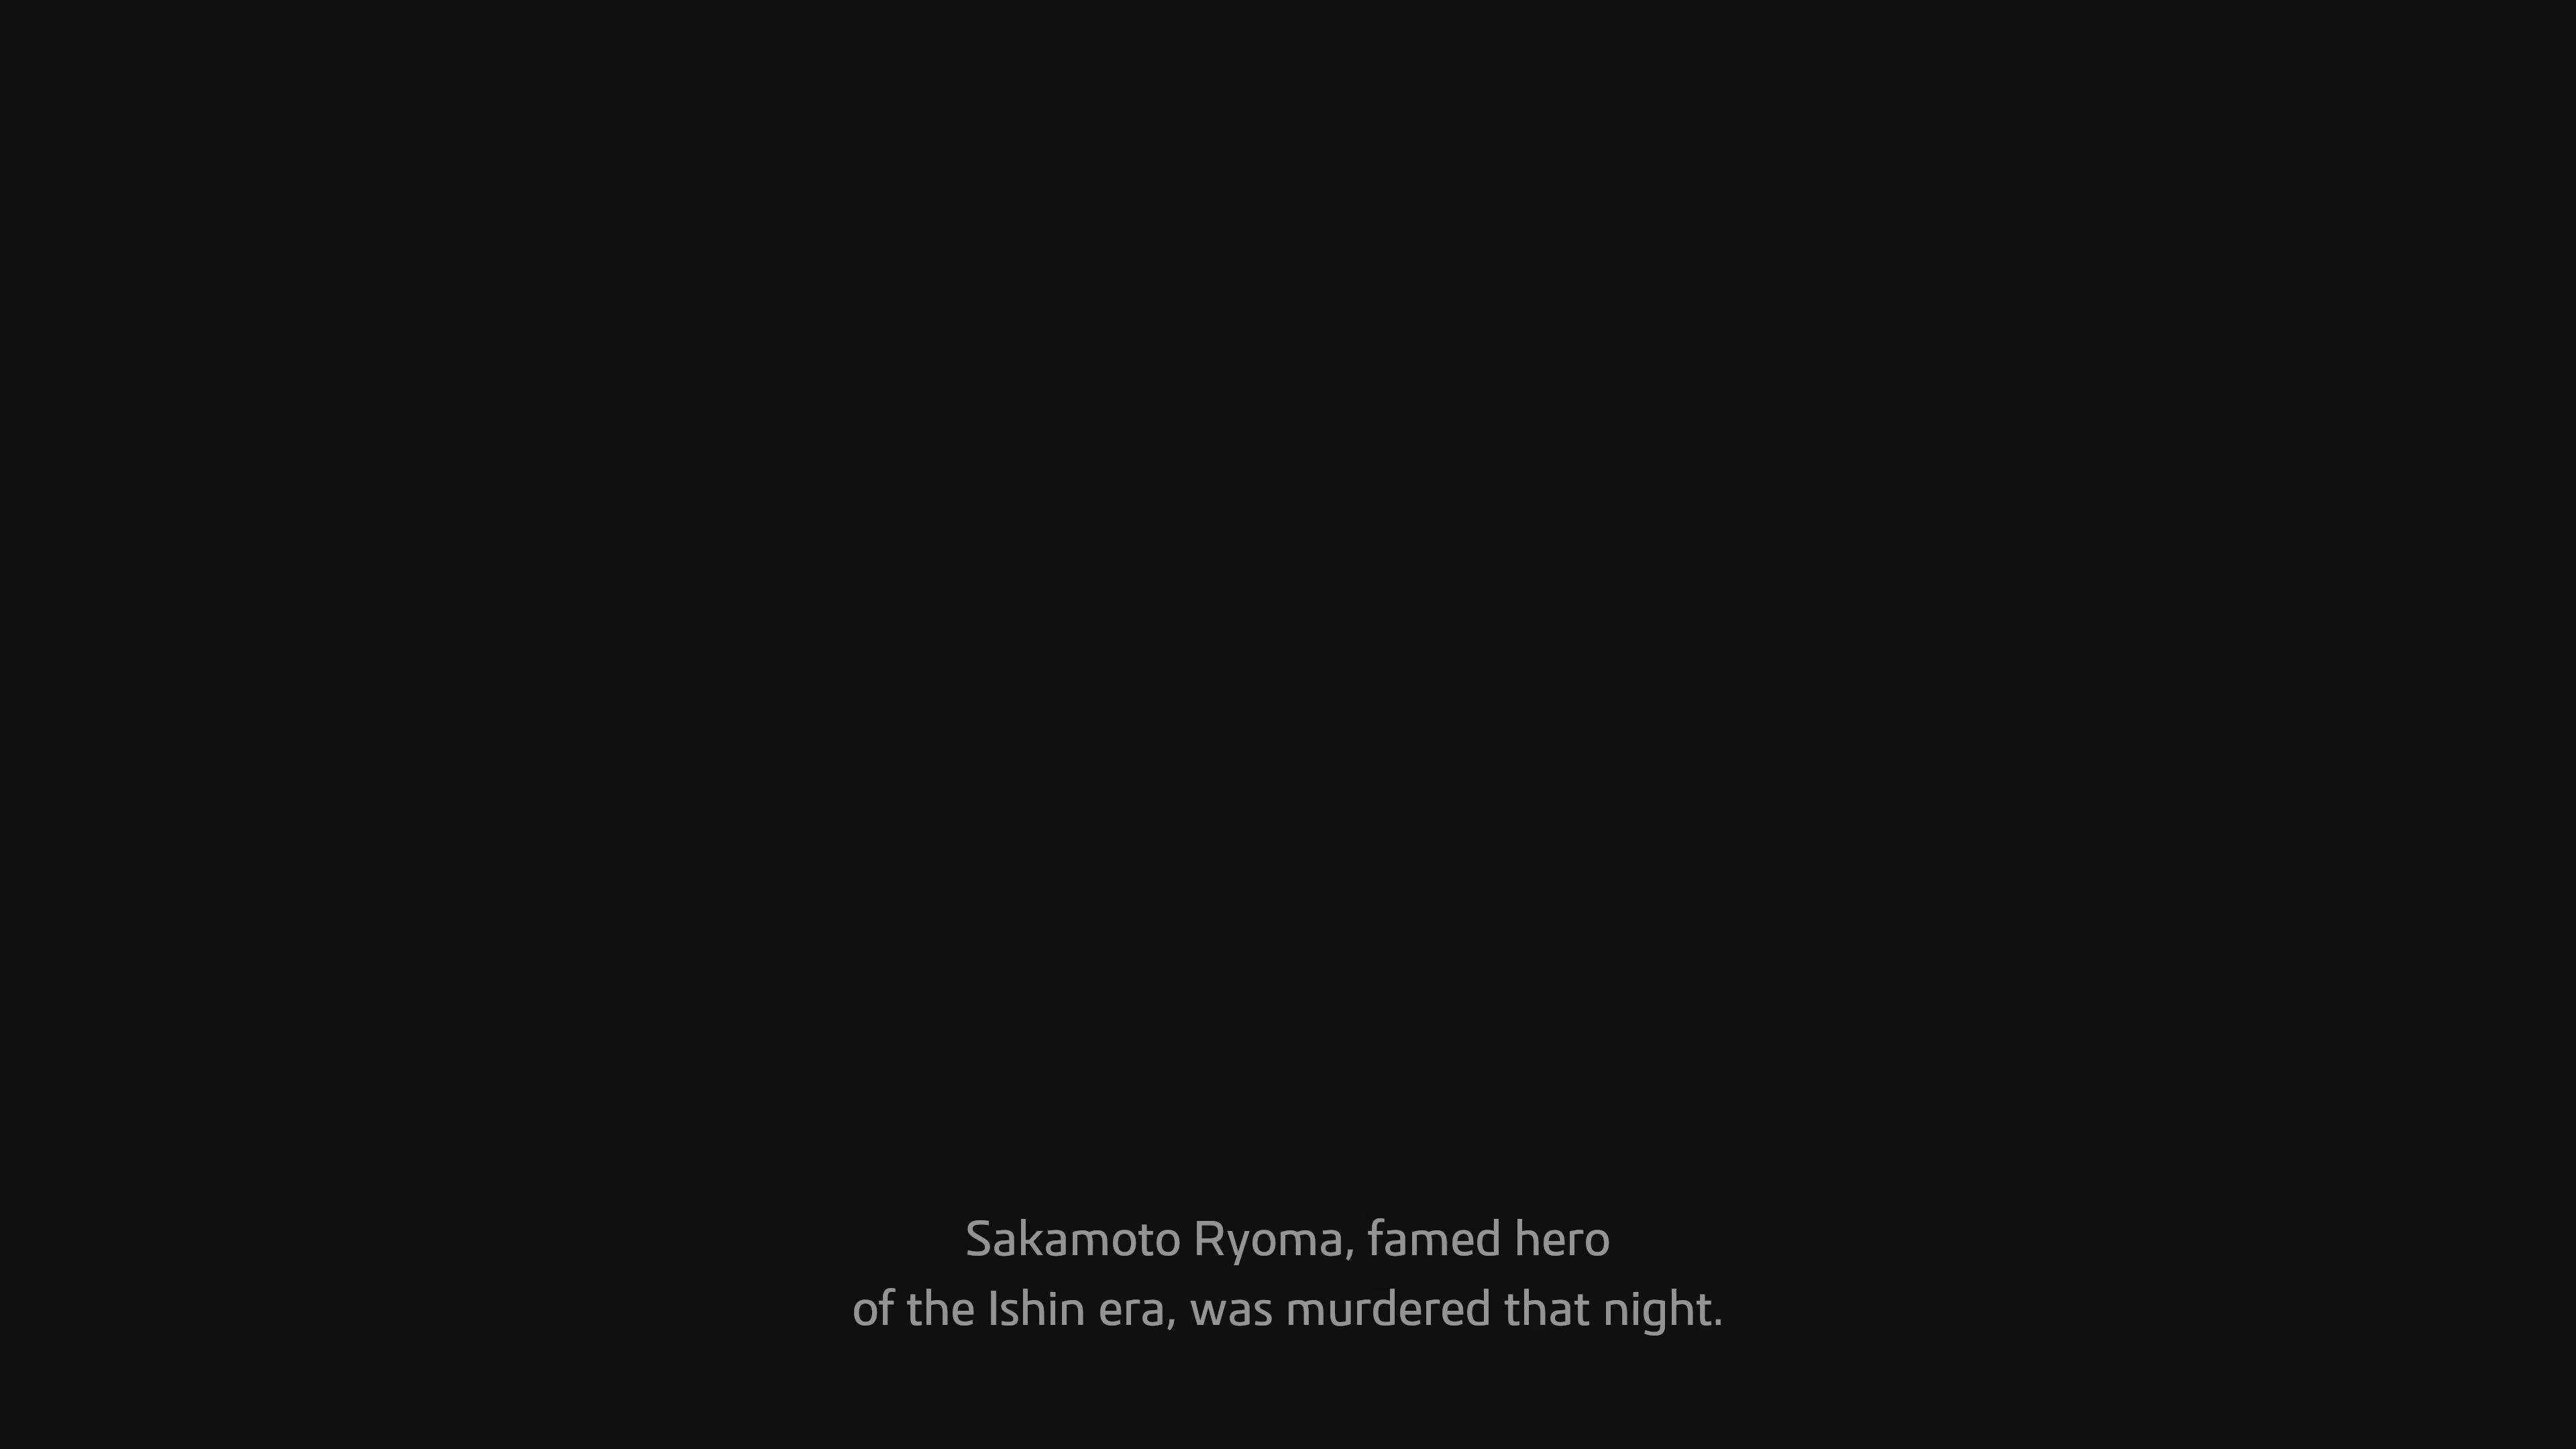 Sakamoto Ryoma, famed hero
of the Ishin era, was murdered that night.